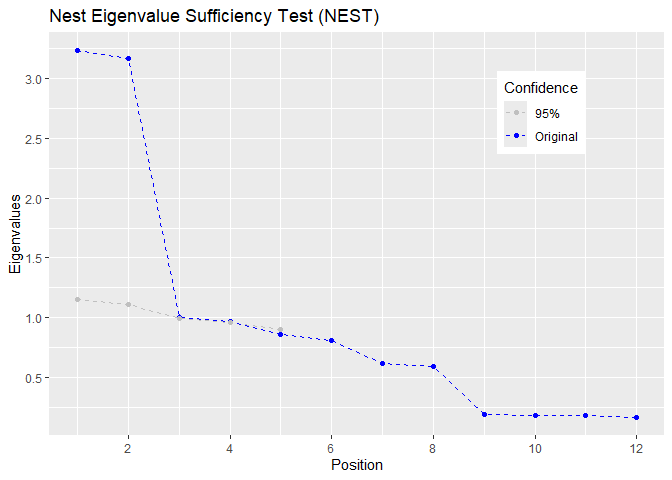 Nest Eigenvalue Sufficiency Test (NEST)
Confidence
95%
Original
Eigenvalues
3.0
2.5
2.0
1.5
1.0
0.5
2 4 6 8 10 12
Position